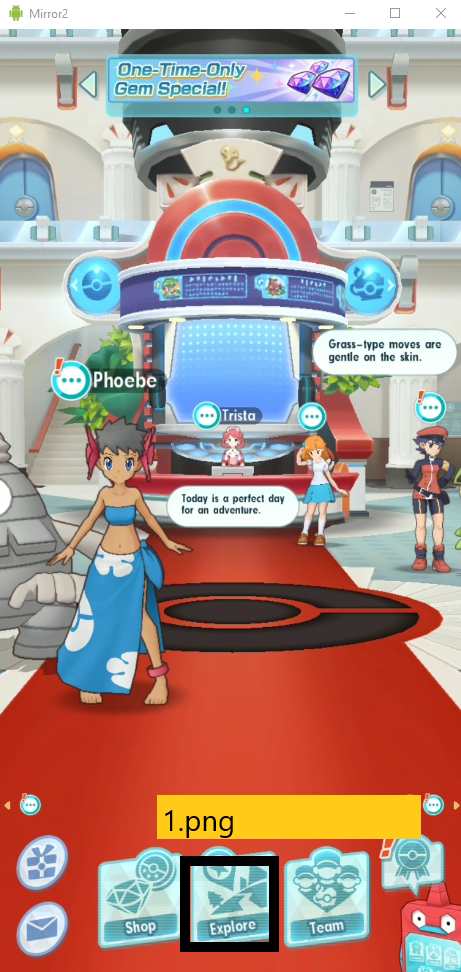 Mirror2
One-Time-Only
Gem Special!!
Grass-type moves are
gentle on the skin.
Phoebe
Trista
Today is a perfect day
for an adventure.
1.png
Shop
Explore
Team